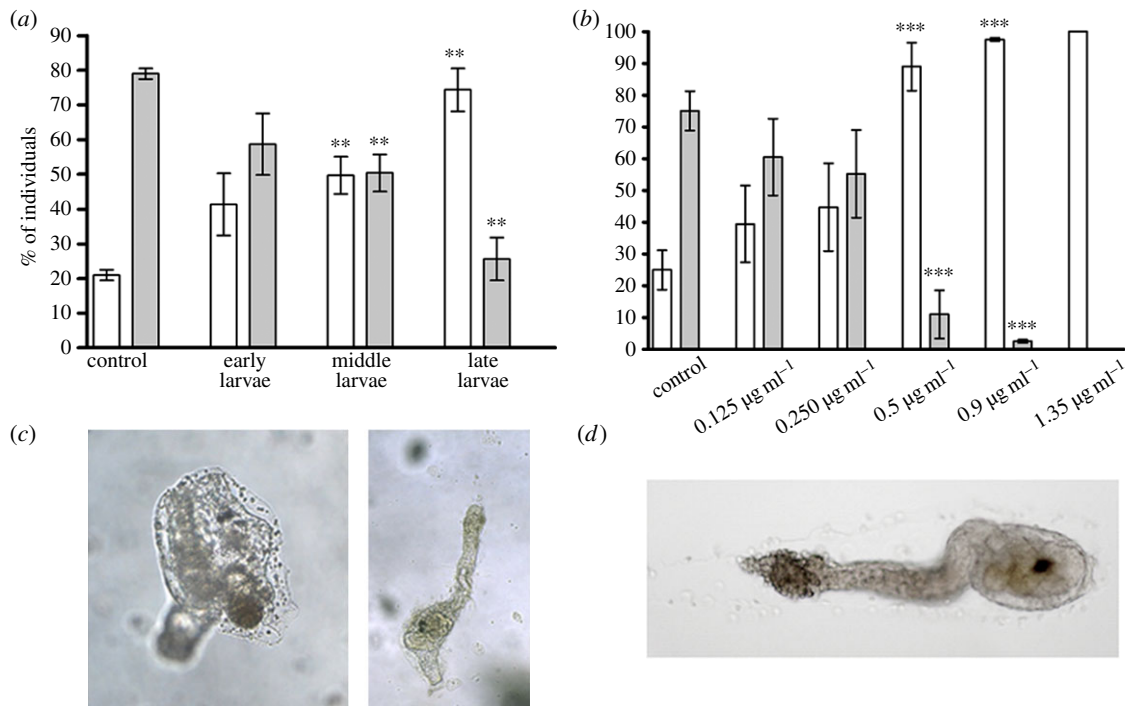 (a)
% of individuals
90
80
70
60
50
40
30
20
10
0
**
** **
**
control
early
larvae
middle
larvae
late
larvae
(b)
100
90
80
70
60
50
40
30
20
10
0
***
***
***
***
control
0.125 µg ml⁻¹
0.250 µg ml⁻¹
0.5 µg ml⁻¹
0.9 µg ml⁻¹
1.35 µg ml⁻¹
(c)
(d)